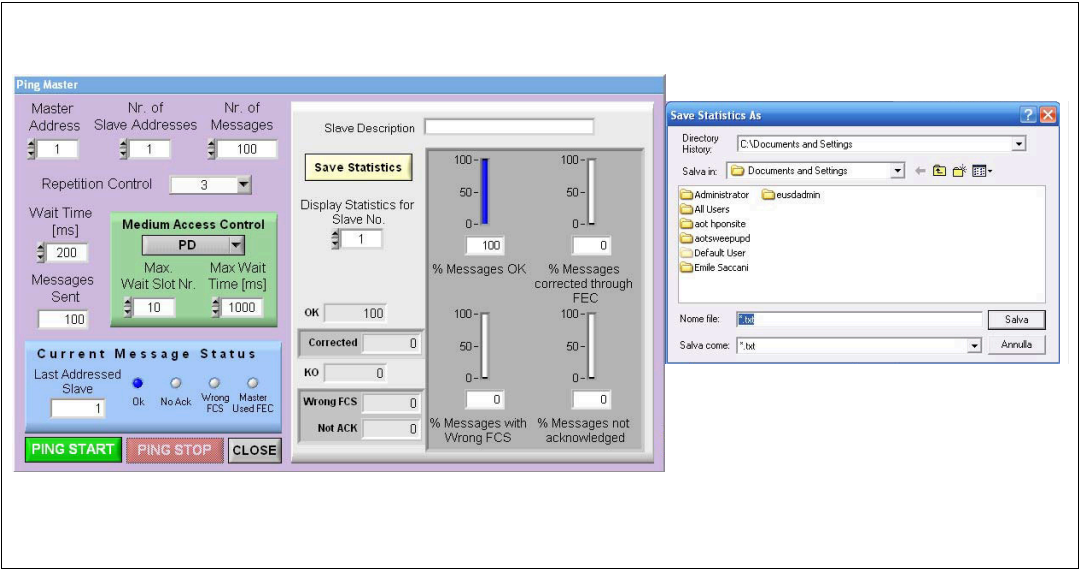 Ping Master
Master Address
1
Nr. of Slave Addresses
1
Nr. of Messages
100
Repetition Control
3
Wait Time [ms]
200
Messages Sent
100
Medium Access Control
PD
Max. Wait Slot Nr.
10
Max Wait Time [ms]
1000
Current Message Status
Last Addressed Slave
1
Ok
No Ack
Wrong FCS
Master Used FEC
PING START
PING STOP
CLOSE
Slave Description
Save Statistics
Display Statistics for Slave No.
1
OK 100
Corrected 0
KO 0
Wrong FCS 0
Not ACK 0
100-
50-
0-
100
% Messages OK
100-
50-
0-
0
% Messages corrected through FEC
100-
50-
0-
0
% Messages with Wrong FCS
100-
50-
0-
0
% Messages not acknowledged
Save Statistics As
Directory History:
C:\Documents and Settings
Salva in:
Documents and Settings
Administrator
All Users
aot hponsite
aotsweepupd
Default User
Emile Saccani
eusdadmin
Nome file:
*.txt
Salva
Salva come:
*.txt
Annulla